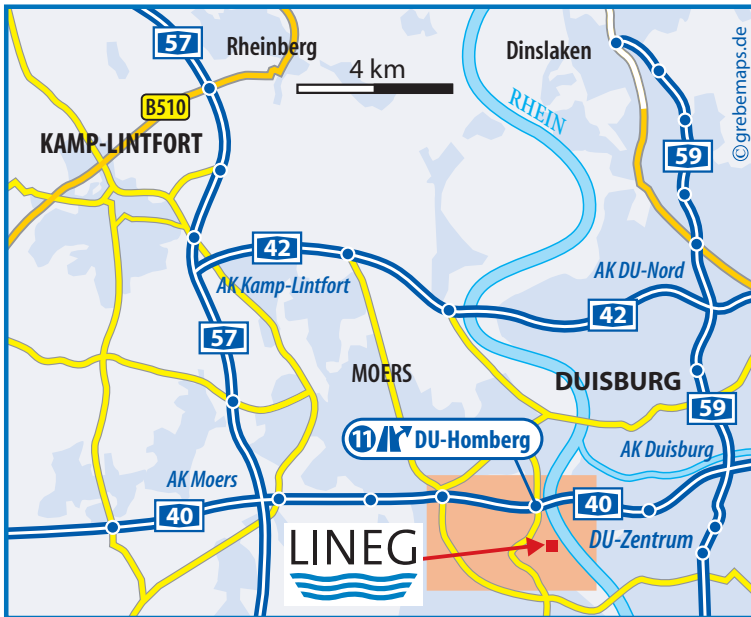 57
Rheinberg
Dinslaken
4 km
B510
RHEIN
© grebemaps.de
KAMP-LINTFORT
59
42
AK Kamp-Lintfort
AK DU-Nord
42
57
MOERS
DUISBURG
59
11 DU-Homberg
AK Duisburg
AK Moers
40
40
LINEG
DU-Zentrum